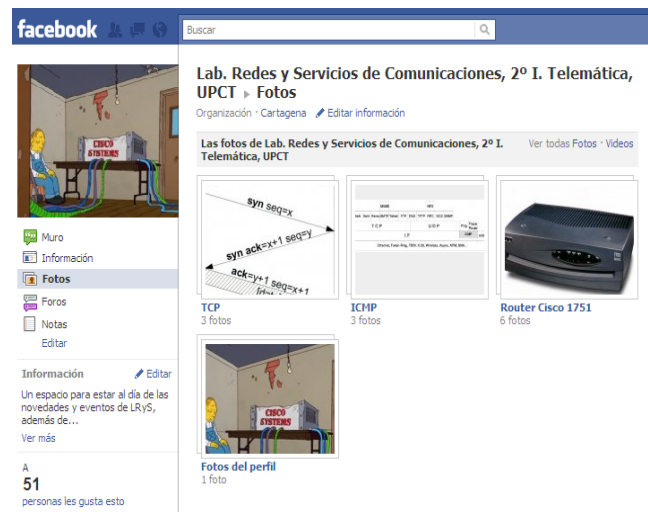 facebook
Buscar
Lab. Redes y Servicios de Comunicaciones, 2º I. Telemática,
UPCT ▸ Fotos
Organización · Cartagena Editar información
Las fotos de Lab. Redes y Servicios de Comunicaciones, 2º I.
Telemática, UPCT
Ver todas Fotos · Videos
CISCO
SYSTEMS
syn seq=x
syn ack=x+1 seq=y
ack=y+1 seq=x+1
TCP
3 fotos
TCP
UDP
IP
ICMP
3 fotos
Router Cisco 1751
6 fotos
Muro
Información
Fotos
Foros
Notas
Editar
Información Editar
Un espacio para estar al día de las
novedades y eventos de LRyS,
además de...
Ver más
A
51
personas les gusta esto
CISCO
SYSTEMS
Fotos del perfil
1 foto